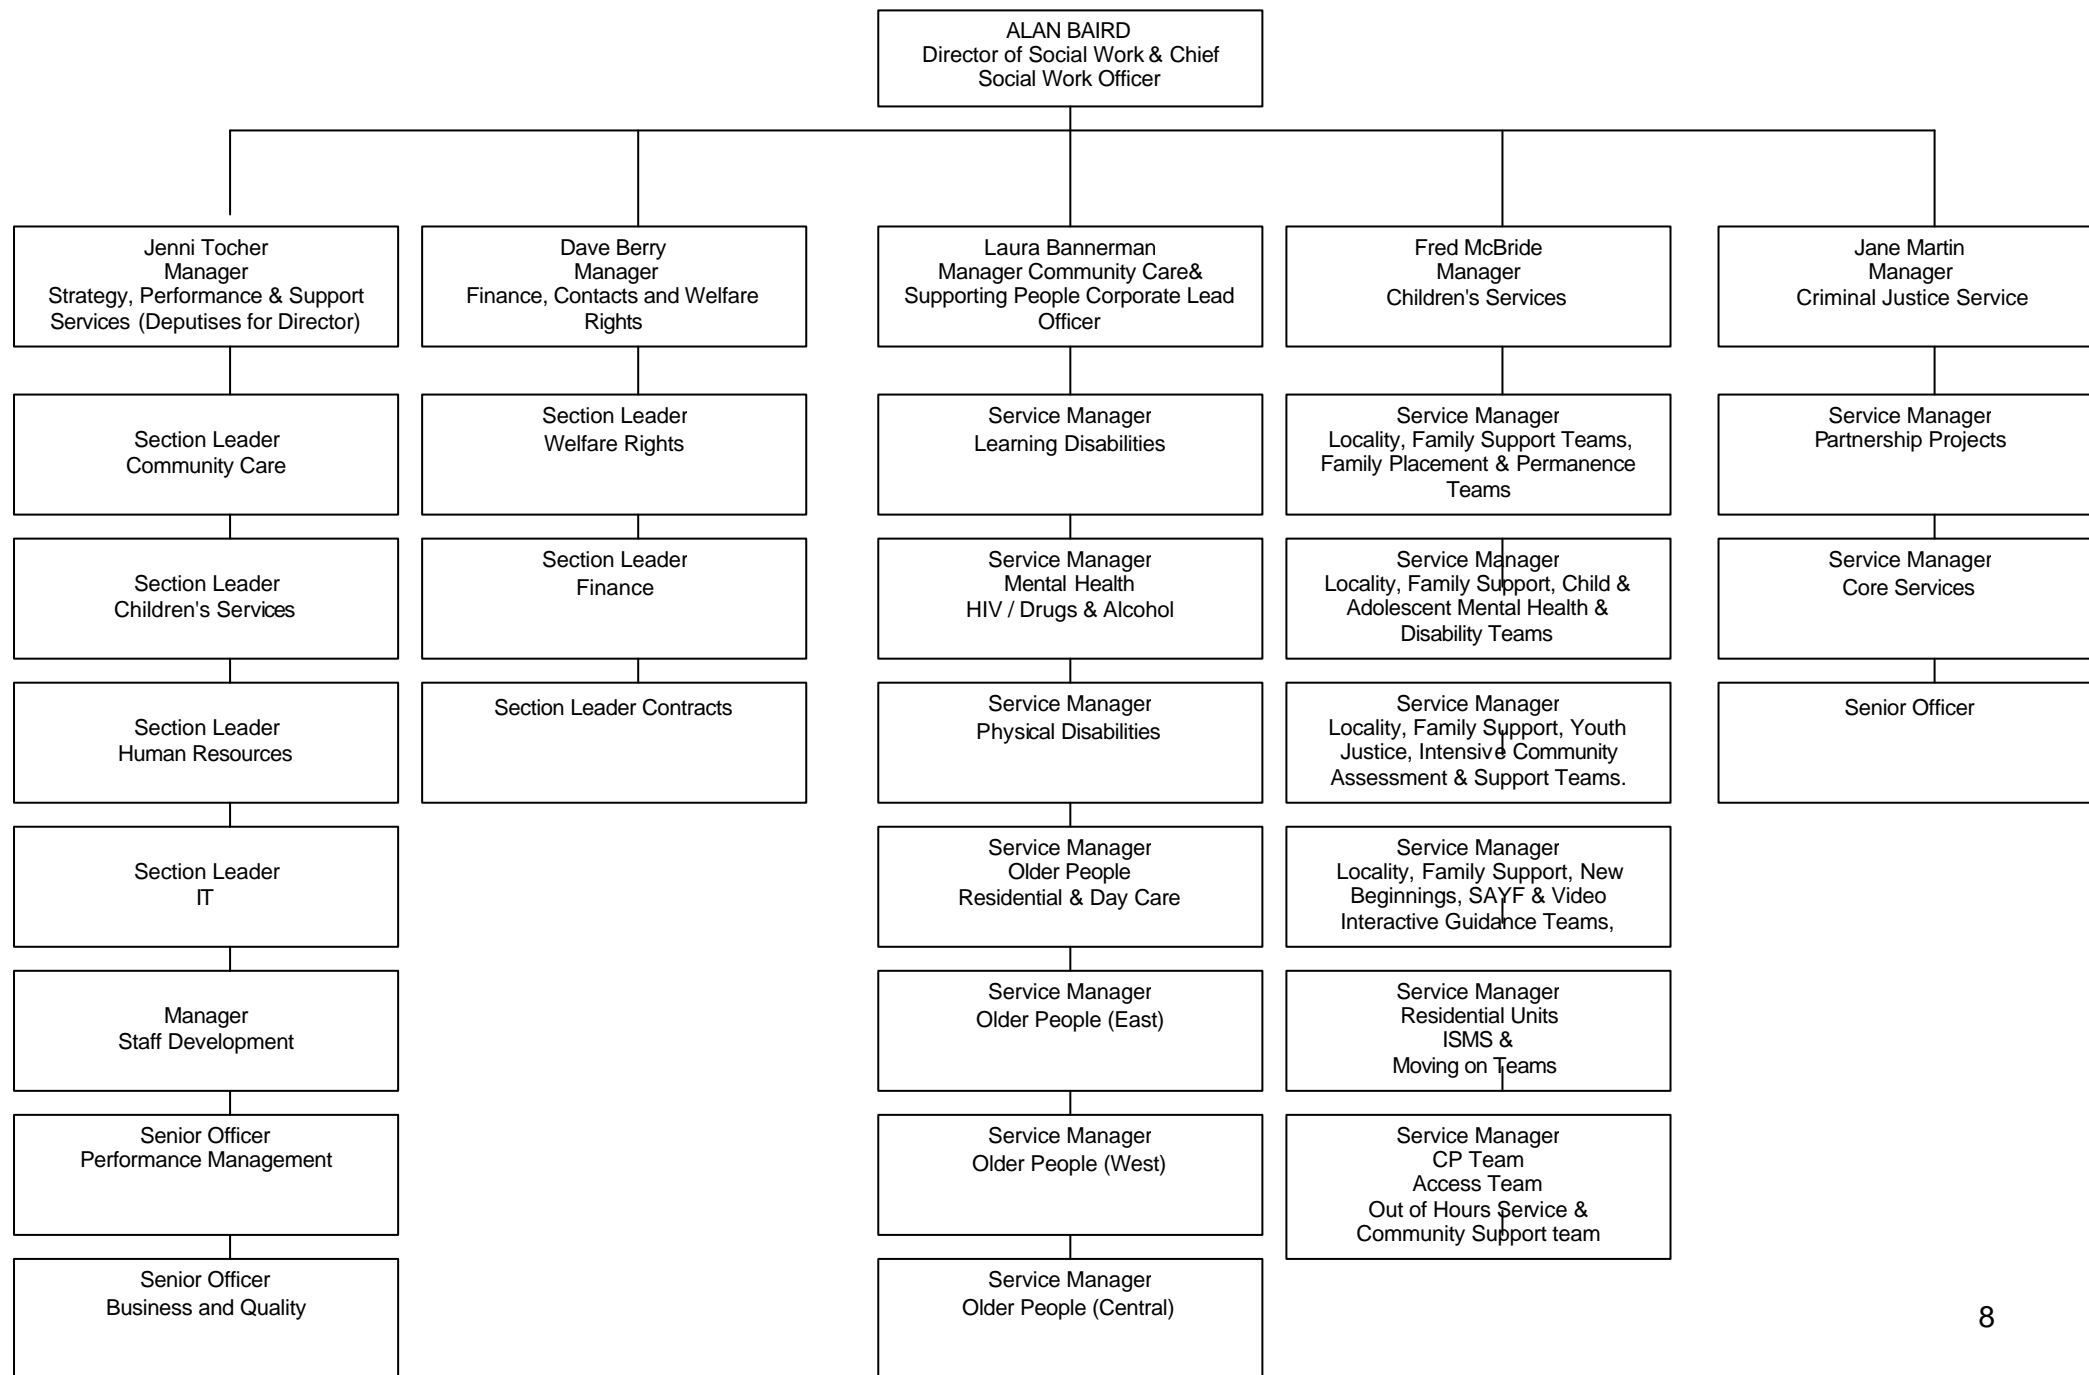 ALAN BAIRD
Director of Social Work & Chief
Social Work Officer
Jenni Tocher
Manager
Strategy, Performance & Support
Services (Deputises for Director)
Dave Berry
Manager
Finance, Contacts and Welfare
Rights
Laura Bannerman
Manager Community Care&
Supporting People Corporate Lead
Officer
Fred McBride
Manager
Children's Services
Jane Martin
Manager
Criminal Justice Service
Section Leader
Community Care
Section Leader
Welfare Rights
Service Manager
Learning Disabilities
Service Manager
Locality, Family Support Teams,
Family Placement & Permanence
Teams
Service Manager
Partnership Projects
Section Leader
Children's Services
Section Leader
Finance
Service Manager
Mental Health
HIV / Drugs & Alcohol
Service Manager
Locality, Family Support, Child &
Adolescent Mental Health &
Disability Teams
Service Manager
Core Services
Section Leader
Human Resources
Section Leader Contracts
Service Manager
Physical Disabilities
Service Manager
Locality, Family Support, Youth
Justice, Intensive Community
Assessment & Support Teams.
Senior Officer
Section Leader
IT
Service Manager
Older People
Residential & Day Care
Service Manager
Locality, Family Support, New
Beginnings, SAYF & Video
Interactive Guidance Teams,
Manager
Staff Development
Service Manager
Older People (East)
Service Manager
Residential Units
ISMS &
Moving on Teams
Senior Officer
Performance Management
Service Manager
Older People (West)
Service Manager
CP Team
Access Team
Out of Hours Service &
Community Support team
Senior Officer
Business and Quality
Service Manager
Older People (Central)
8